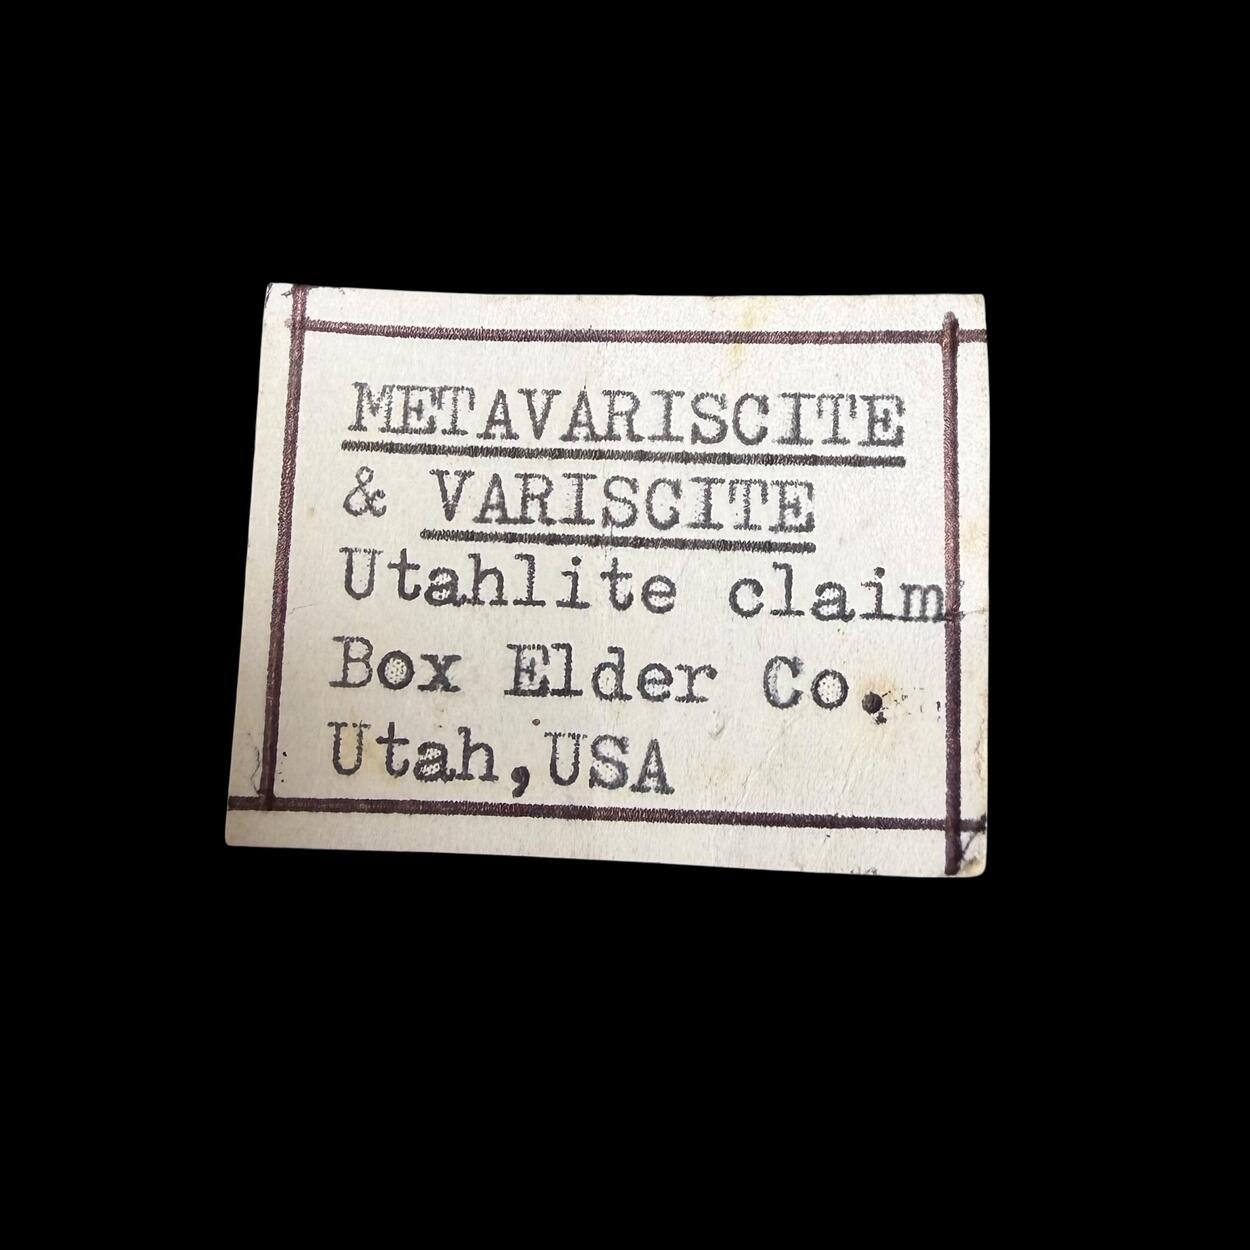 METAVARISCITE
& VARISCITE
Utahlite claim
Box Elder Co.
Utah,USA